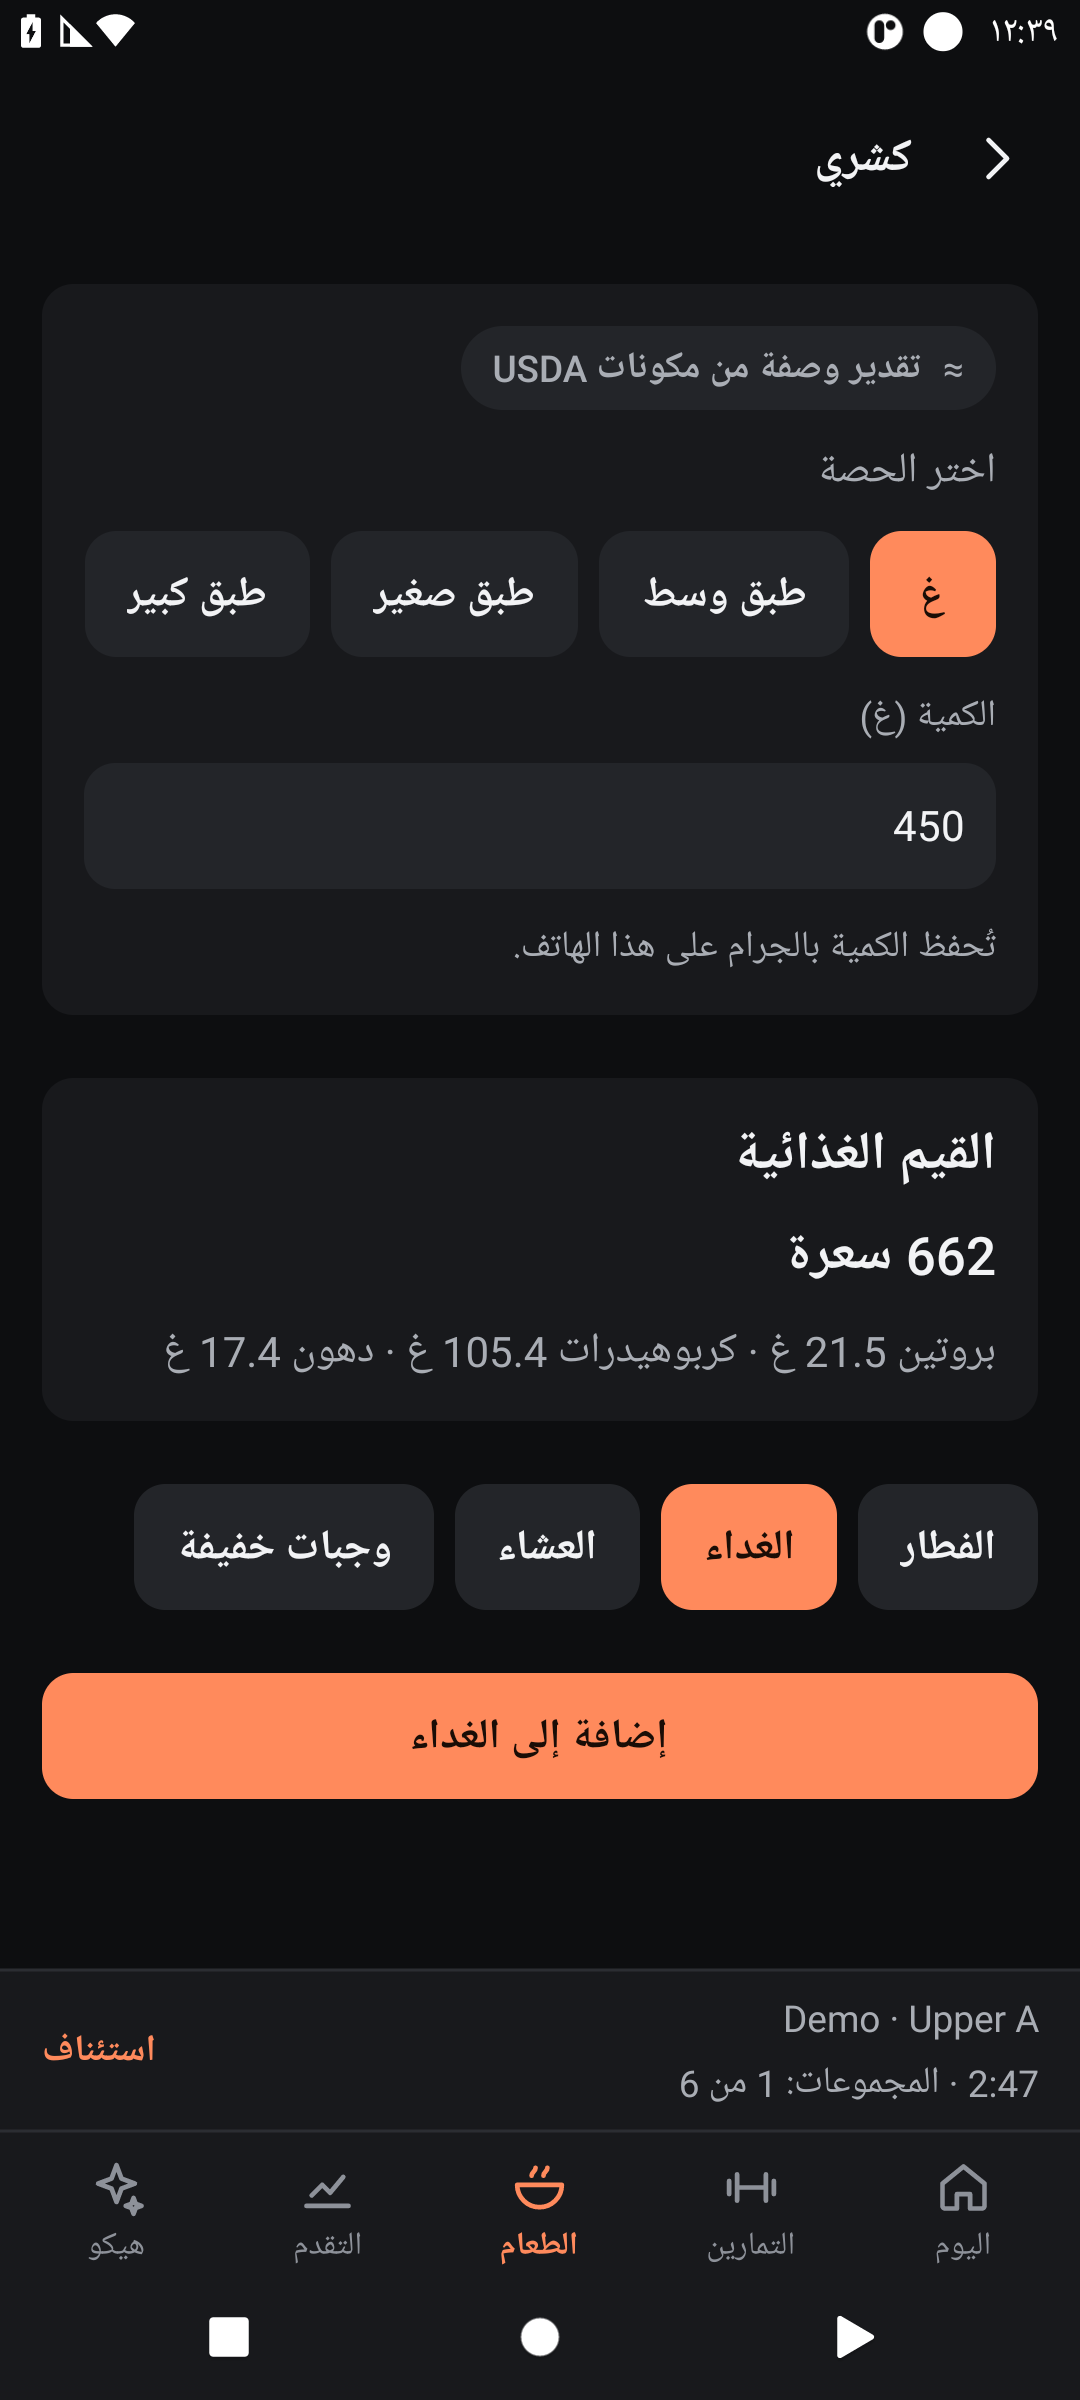 ١٢:٣٩
كشري
≈ تقدير وصفة من مكونات USDA
اختر الحصة
غ
طبق وسط
طبق صغير
طبق كبير
الكمية (غ)
450
تُحفظ الكمية بالجرام على هذا الهاتف.
القيم الغذائية
662 سعرة
بروتين 21.5 غ · كربوهيدرات 105.4 غ · دهون 17.4 غ
الفطار
الغداء
العشاء
وجبات خفيفة
إضافة إلى الغداء
Demo · Upper A
2:47 · المجموعات: 1 من 6
استئناف
اليوم
التمارين
الطعام
التقدم
هيكو